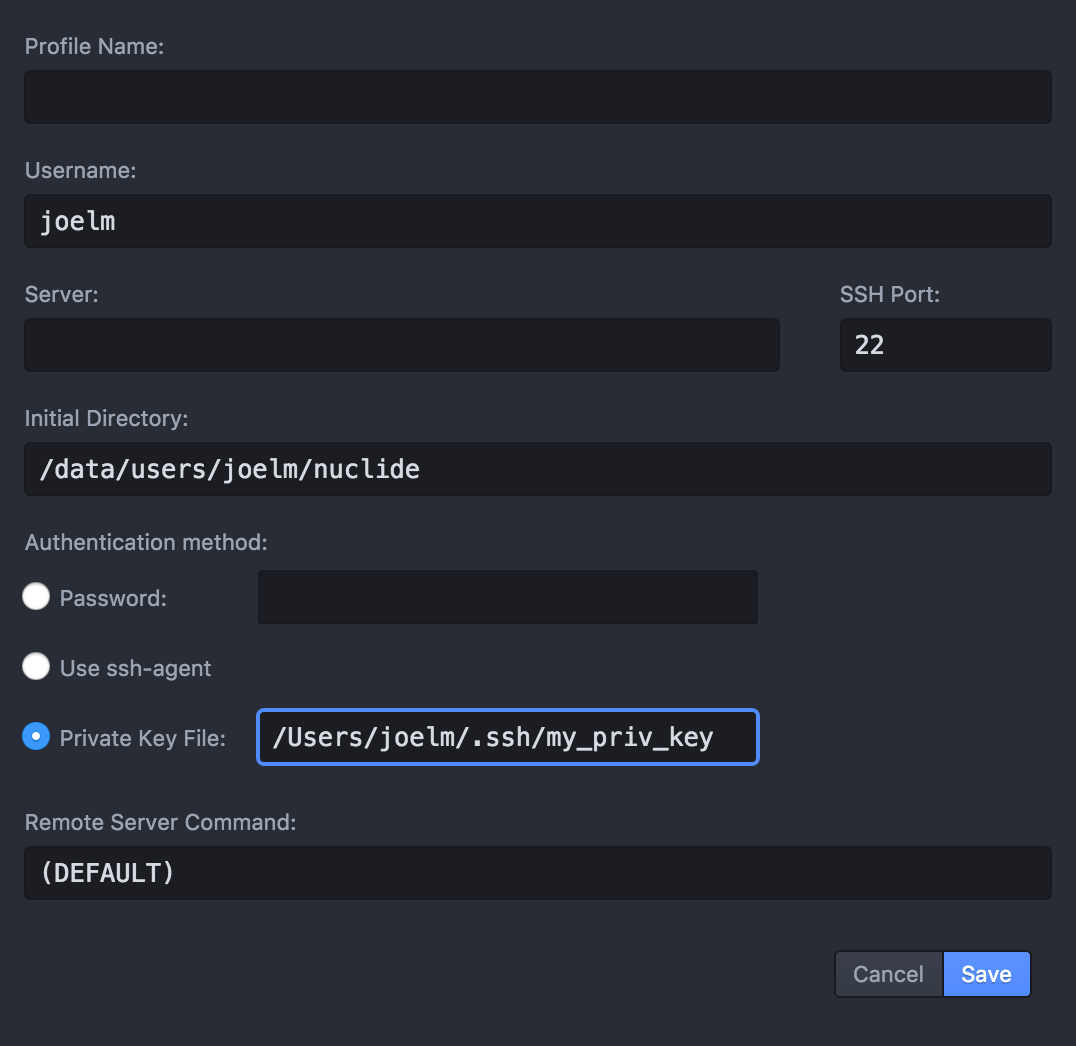 Profile Name:
Username:
joelm
Server:
SSH Port:
22
Initial Directory:
/data/users/joelm/nuclide
Authentication method:
Password:
Use ssh-agent
Private Key File:
/Users/joelm/.ssh/my_priv_key
Remote Server Command:
(DEFAULT)
Cancel
Save